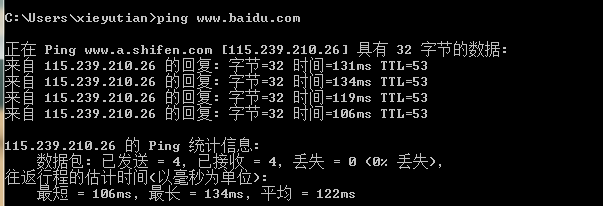 C:\Users\xieyutian>ping www.baidu.com
正在 Ping www.a.shifen.com [115.239.210.26] 具有 32 字节的数据:
来自 115.239.210.26 的回复: 字节=32 时间=131ms TTL=53
来自 115.239.210.26 的回复: 字节=32 时间=134ms TTL=53
来自 115.239.210.26 的回复: 字节=32 时间=119ms TTL=53
来自 115.239.210.26 的回复: 字节=32 时间=106ms TTL=53
115.239.210.26 的 Ping 统计信息:
数据包: 已发送 = 4, 已接收 = 4, 丢失 = 0 (0% 丢失),
往返行程的估计时间(以毫秒为单位):
最短 = 106ms, 最长 = 134ms, 平均 = 122ms